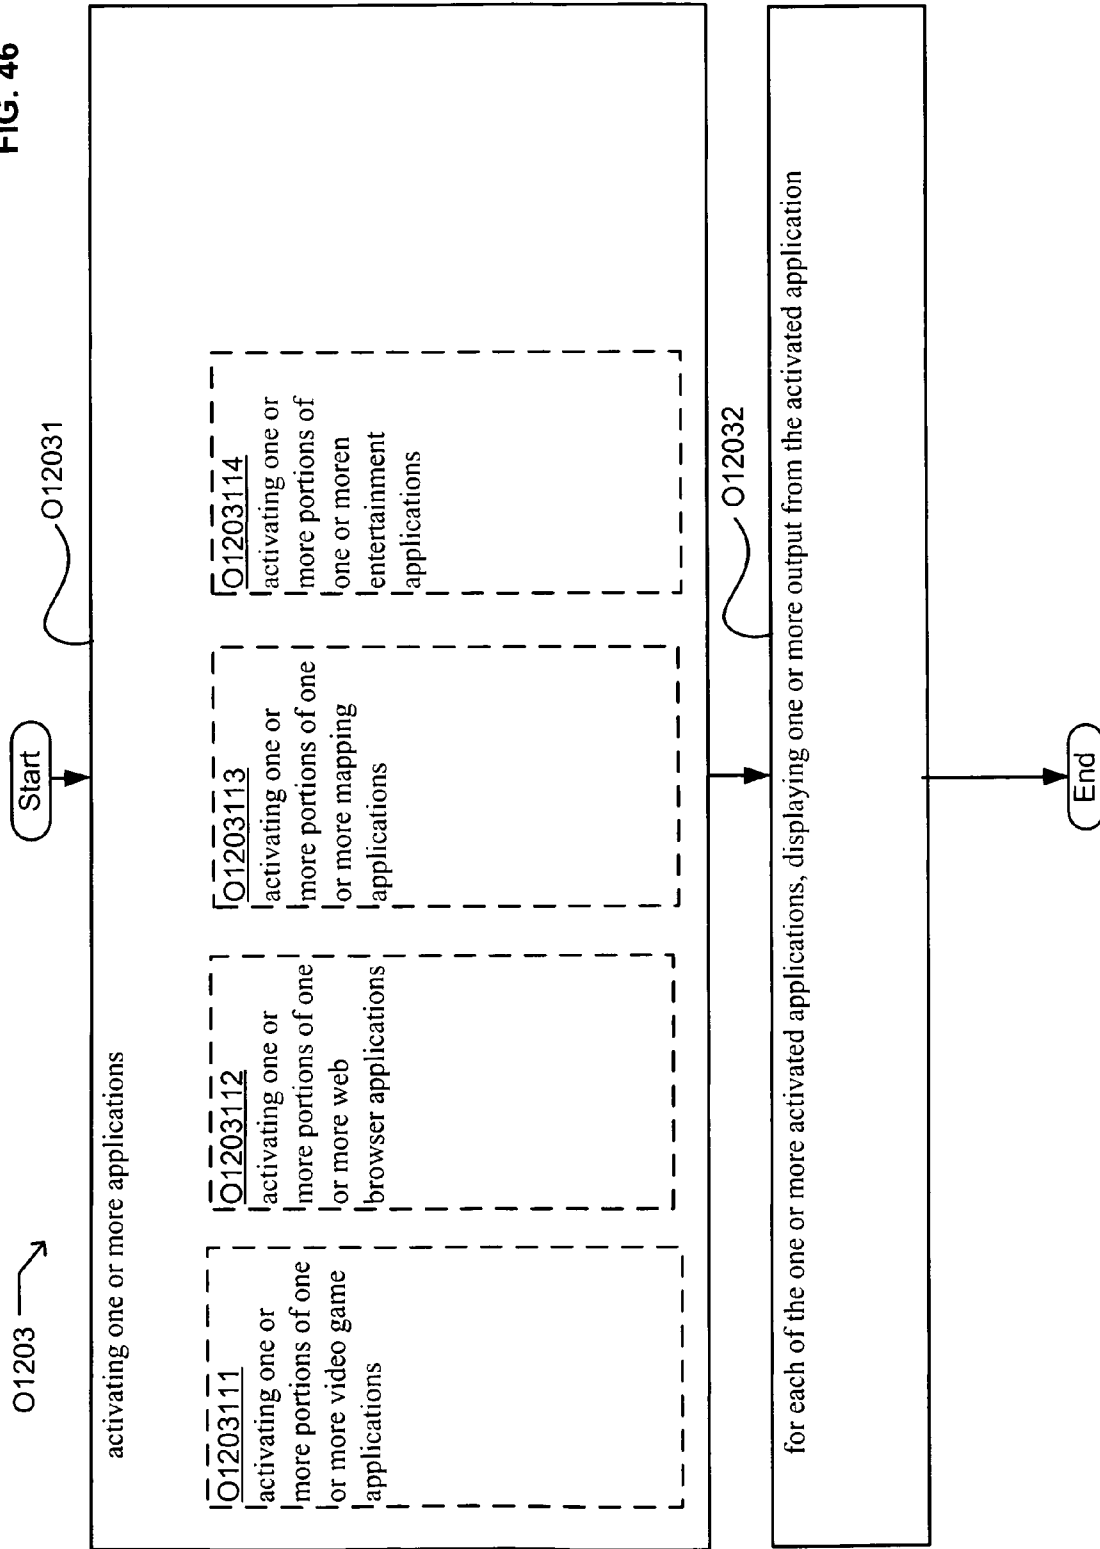 FIG. 46
O1203
Start
O12031
activating one or more applications
O1203111
activating one or
more portions of one
or more video game
applications
O1203112
activating one or
more portions of one
or more web
browser applications
O1203113
activating one or
more portions of one
or more mapping
applications
O1203114
activating one or
more portions of
one or moren
entertainment
applications
O12032
for each of the one or more activated applications, displaying one or more output from the activated application
End